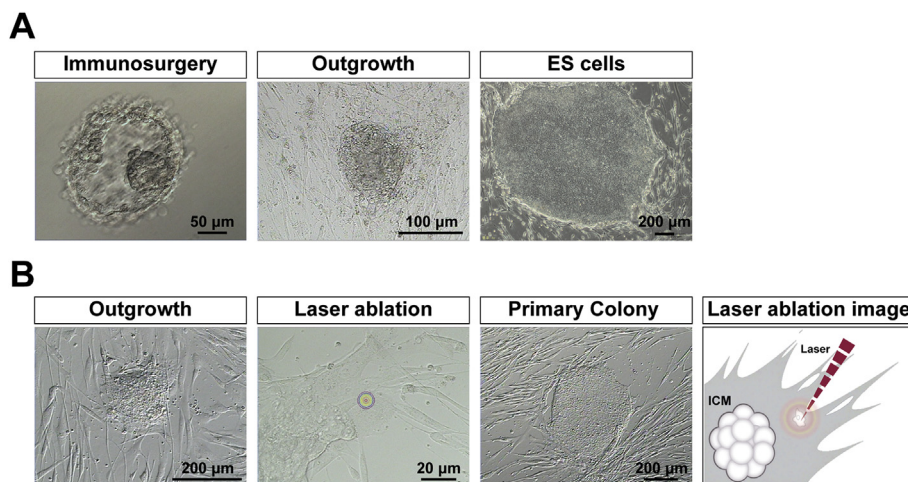 A
Immunosurgery
Outgrowth
ES cells
50 µm
100 µm
200 µm
B
Outgrowth
Laser ablation
Primary Colony
Laser ablation image
Laser
ICM
200 µm
20 µm
200 µm